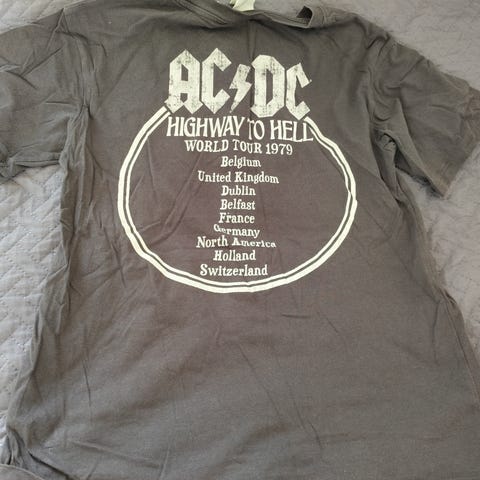 AC⚡DC
HIGHWAY TO HELL
WORLD TOUR 1979
Belgium
United Kingdom
Dublin
Belfast
France
Germany
North America
Holland
Switzerland